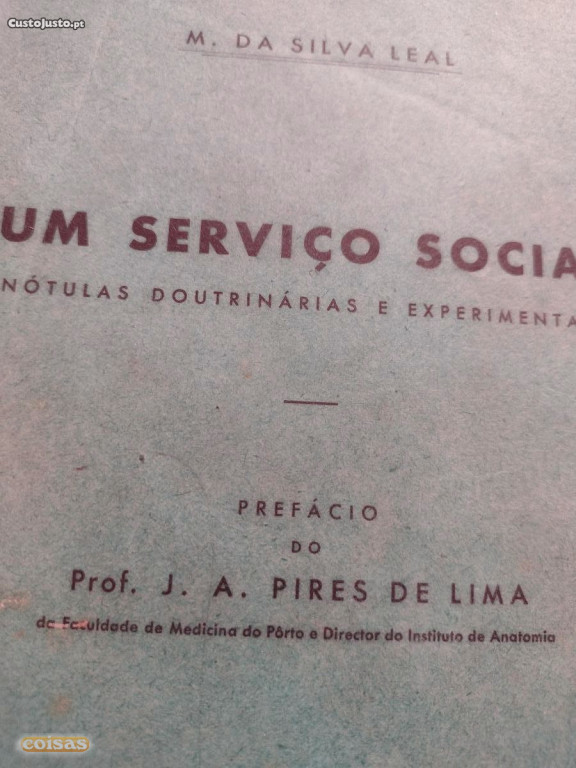 CustoJusto.pt
M. DA SILVA LEAL
UM SERVIÇO SOCIA
NÓTULAS DOUTRINÁRIAS E EXPERIMENTA
PREFÁCIO
DO
Prof. J. A. PIRES DE LIMA
da Faculdade de Medicina do Pôrto e Director do Instituto de Anatomia
coisas